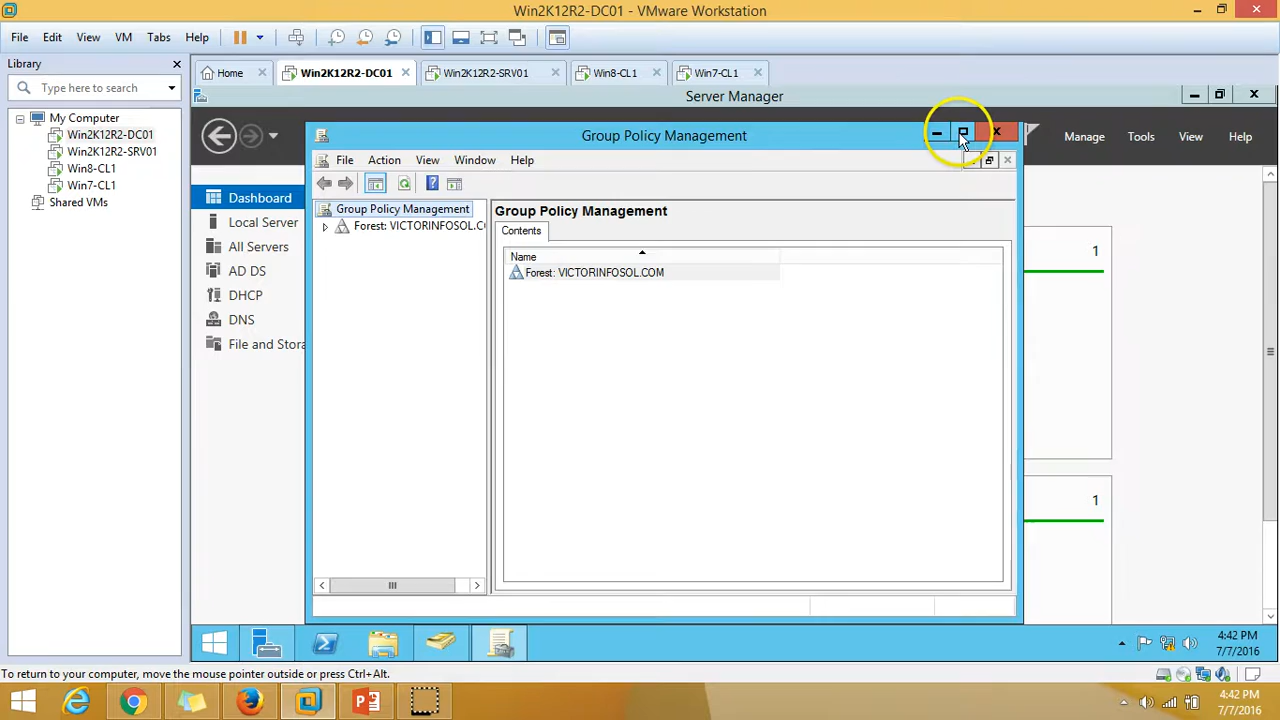 Win2K12R2-DC01 - VMware Workstation
File Edit View VM Tabs Help
Library
Type here to search
My Computer
Win2K12R2-DC01
Win2K12R2-SRV01
Win8-CL1
Win7-CL1
Shared VMs
Home Win2K12R2-DC01 Win2K12R2-SRV01 Win8-CL1 Win7-CL1
Server Manager
Manage Tools View Help
Dashboard
Local Server
All Servers
AD DS
DHCP
DNS
File and Stora
Group Policy Management
File Action View Window Help
Group Policy Management
Forest: VICTORINFOSOL.C
Group Policy Management
Contents
Name
Forest: VICTORINFOSOL.COM
1
1
4:42 PM
7/7/2016
To return to your computer, move the mouse pointer outside or press Ctrl+Alt.
4:42 PM
7/7/2016